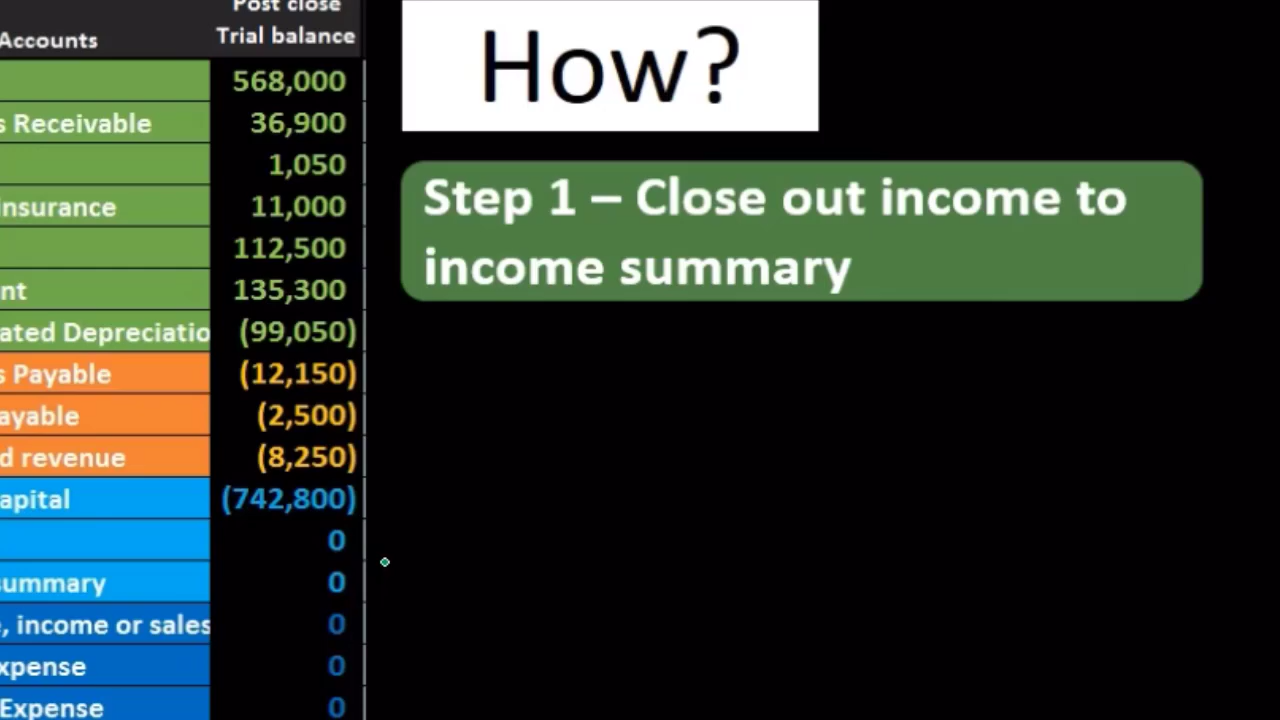 Post close
Accounts Trial balance
568,000
s Receivable 36,900
1,050
Insurance 11,000
112,500
nt 135,300
ated Depreciatio (99,050)
s Payable (12,150)
ayable (2,500)
d revenue (8,250)
apital (742,800)
0
summary 0
, income or sales 0
xpense 0
Expense 0
How?
Step 1 – Close out income to
income summary